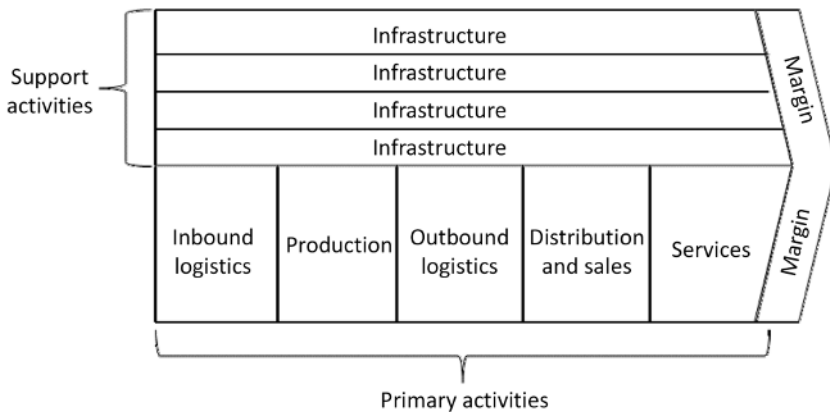 Infrastructure
Infrastructure
Infrastructure
Infrastructure
Support
activities
Margin
Margin
Inbound
logistics
Production
Outbound
logistics
Distribution
and sales
Services
Primary activities